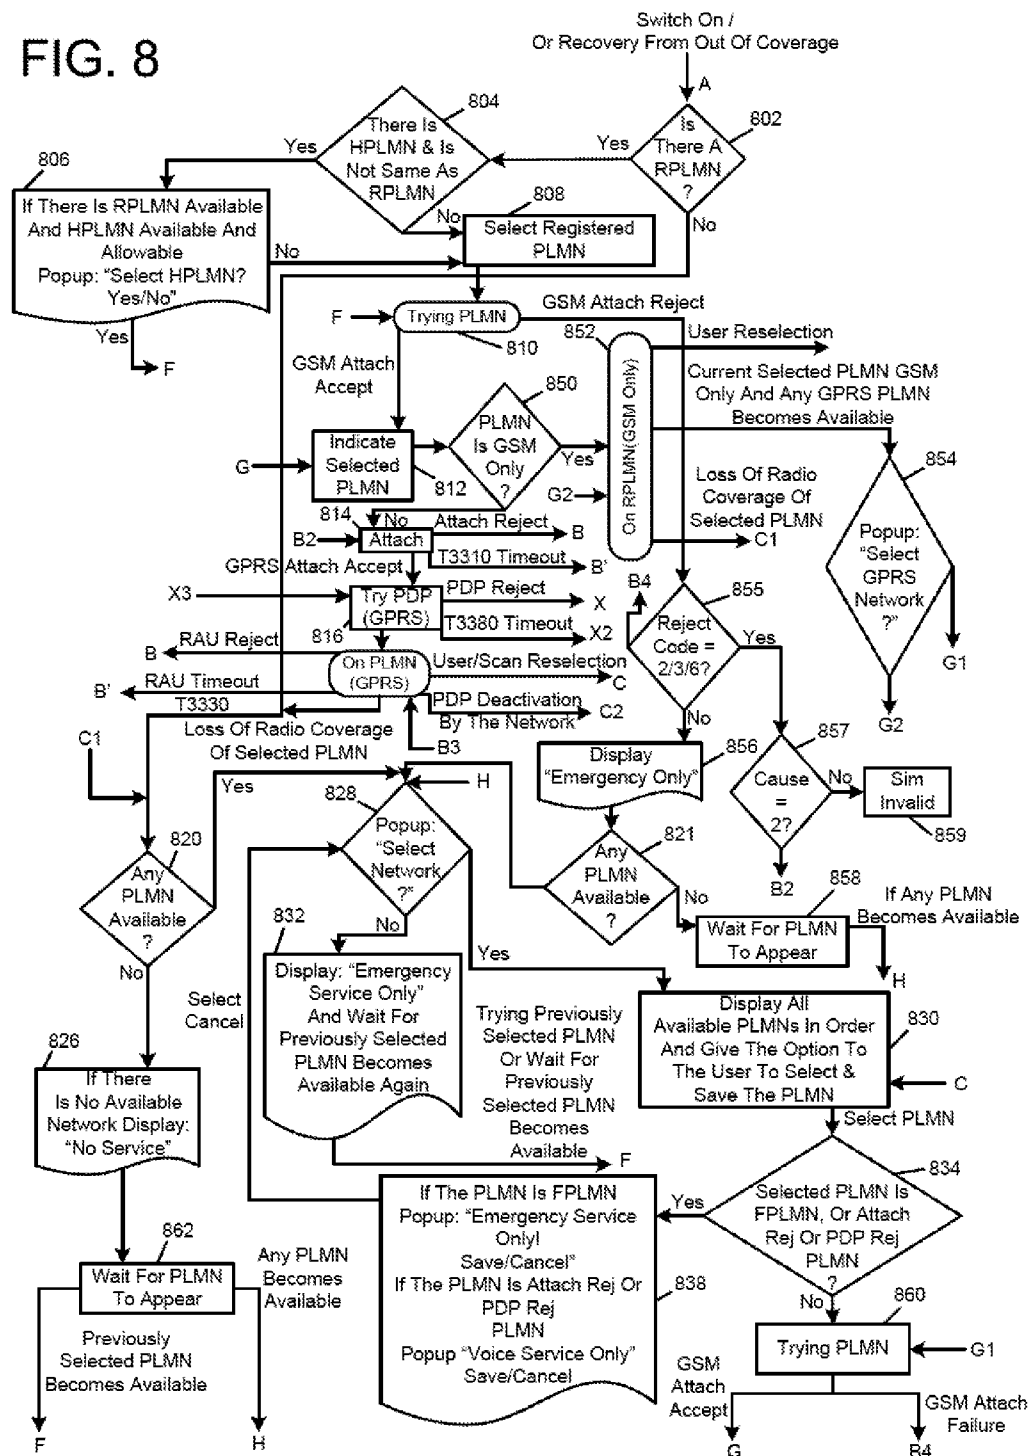 FIG. 8
Switch On /
Or Recovery From Out Of Coverage
A
802
Is
There A
RPLMN
?
Yes
No
804
There Is
HPLMN & Is
Not Same As
RPLMN
Yes
No
806
If There Is RPLMN Available
And HPLMN Available And
Allowable
Popup: “Select HPLMN?
Yes/No”
No
Yes
F
808
Select Registered
PLMN
F
Trying PLMN
810
GSM Attach Reject
GSM Attach
Accept
852
On RPLMN(GSM Only)
User Reselection
Current Selected PLMN GSM
Only And Any GPRS PLMN
Becomes Available
Loss Of Radio
Coverage Of
Selected PLMN
C1
G2
850
PLMN
Is GSM
Only
?
Yes
No
G
Indicate
Selected
PLMN
812
854
Popup:
“Select
GPRS
Network
?”
G1
G2
814
B2
Attach
Attach Reject
B
T3310 Timeout
B'
GPRS Attach Accept
X3
Try PDP
(GPRS)
816
PDP Reject
X
T3380 Timeout
X2
RAU Reject
B
On PLMN
(GPRS)
User/Scan Reselection
C
RAU Timeout
B'
T3330
PDP Deactivation
By The Network
C2
Loss Of Radio Coverage
Of Selected PLMN
B3
B4
855
Reject
Code =
2/3/6?
Yes
No
856
Display
“Emergency Only”
857
Cause
=
2?
No
Sim
Invalid
859
B2
C1
820
Any
PLMN
Available
?
Yes
No
H
828
Popup:
“Select
Network
?”
No
Yes
821
Any
PLMN
Available
?
No
858
Wait For PLMN
To Appear
If Any PLMN
Becomes Available
H
832
Display: “Emergency
Service Only”
And Wait For
Previously Selected
PLMN Becomes
Available Again
Select
Cancel
Trying Previously
Selected PLMN
Or Wait For
Previously
Selected PLMN
Becomes
Available
F
Display All
Available PLMNs In Order
And Give The Option To
The User To Select &
Save The PLMN
830
C
Select PLMN
826
If There
Is No Available
Network Display:
“No Service”
834
Selected PLMN Is
FPLMN, Or Attach
Rej Or PDP Rej
PLMN
?
Yes
No
If The PLMN Is FPLMN
Popup: “Emergency Service
Only!
Save/Cancel”
If The PLMN Is Attach Rej Or
PDP Rej
PLMN
Popup “Voice Service Only”
Save/Cancel
838
862
Wait For PLMN
To Appear
Any PLMN
Becomes
Available
Previously
Selected PLMN
Becomes Available
F
H
860
Trying PLMN
G1
GSM
Attach
Accept
G
GSM Attach
Failure
B4